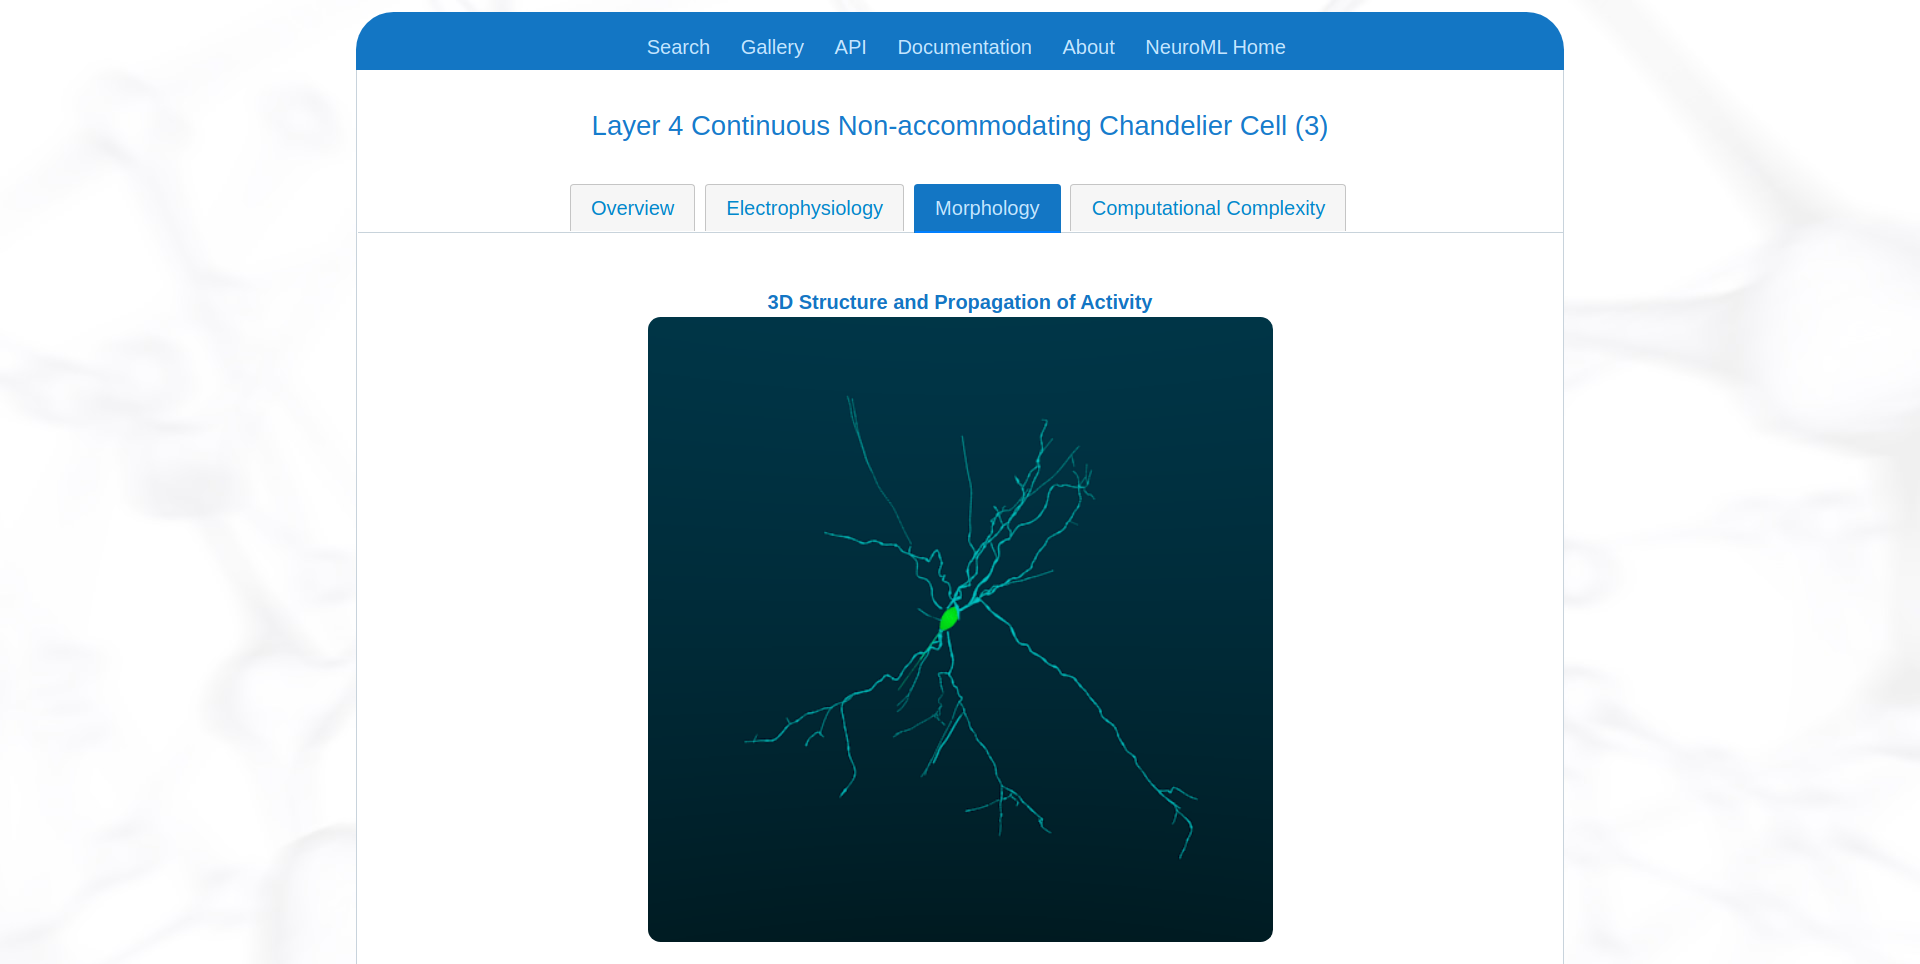 Search Gallery API Documentation About NeuroML Home
Layer 4 Continuous Non-accommodating Chandelier Cell (3)
Overview Electrophysiology Morphology Computational Complexity
3D Structure and Propagation of Activity